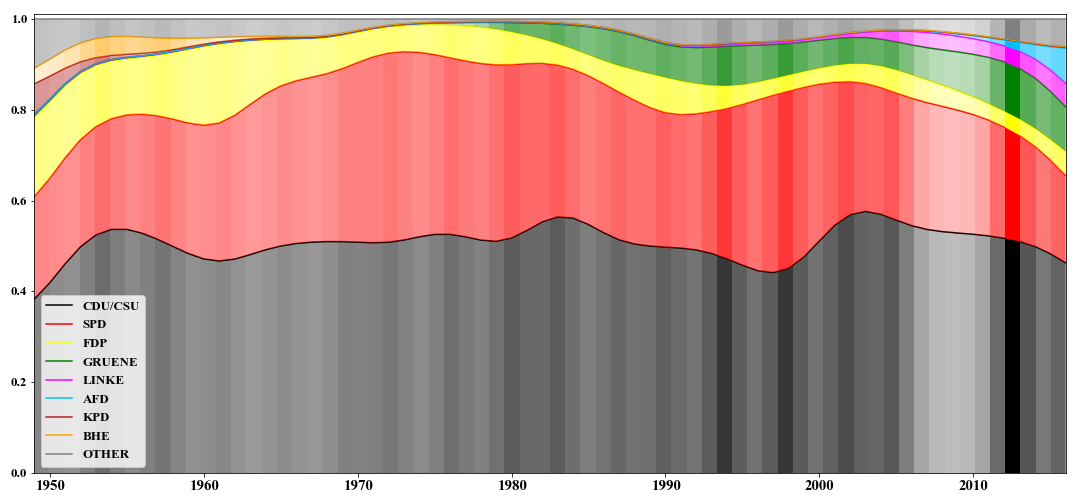 1.0
0.8
0.6
0.4
0.2
0.0
CDU/CSU
SPD
FDP
GRUENE
LINKE
AFD
KPD
BHE
OTHER
1950 1960 1970 1980 1990 2000 2010